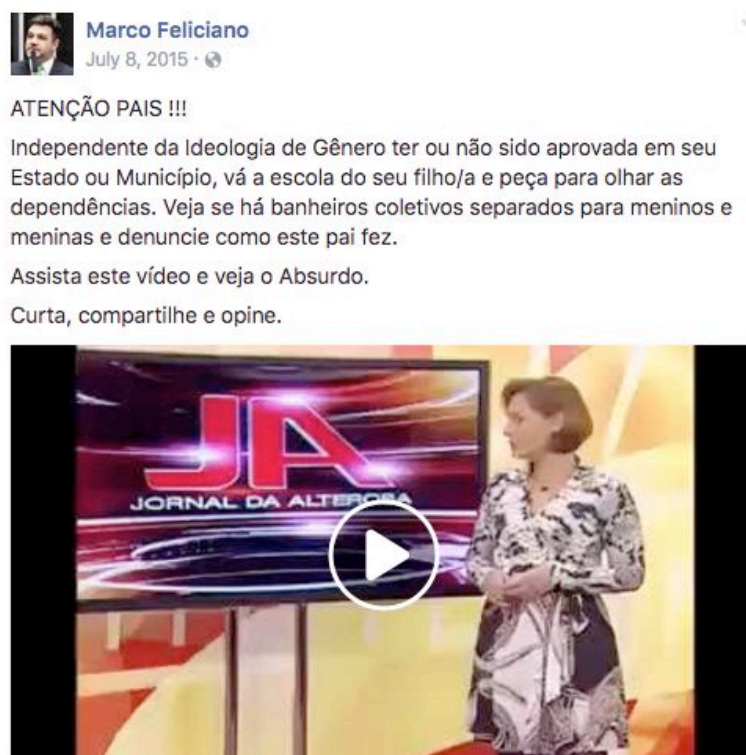 Marco Feliciano
July 8, 2015 ·
ATENÇÃO PAIS !!!
Independente da Ideologia de Gênero ter ou não sido aprovada em seu
Estado ou Município, vá a escola do seu filho/a e peça para olhar as
dependências. Veja se há banheiros coletivos separados para meninos e
meninas e denuncie como este pai fez.
Assista este vídeo e veja o Absurdo.
Curta, compartilhe e opine.
JA
JORNAL DA ALTEROSA